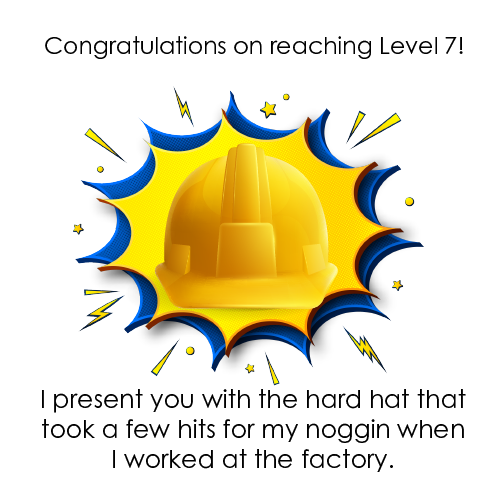 Congratulations on reaching Level 7!
I present you with the hard hat that
took a few hits for my noggin when
I worked at the factory.